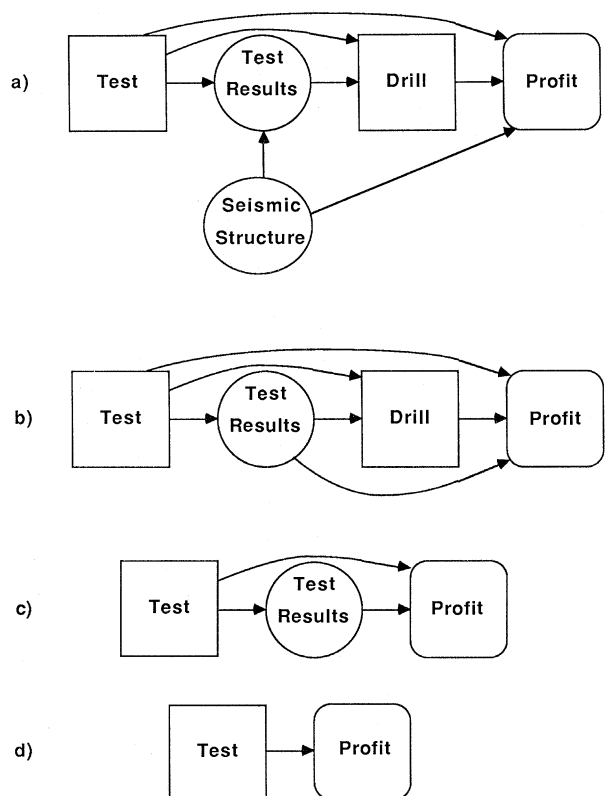 a)
Test
Test
Results
Drill
Profit
Seismic
Structure
b)
Test
Test
Results
Drill
Profit
c)
Test
Test
Results
Profit
d)
Test
Profit